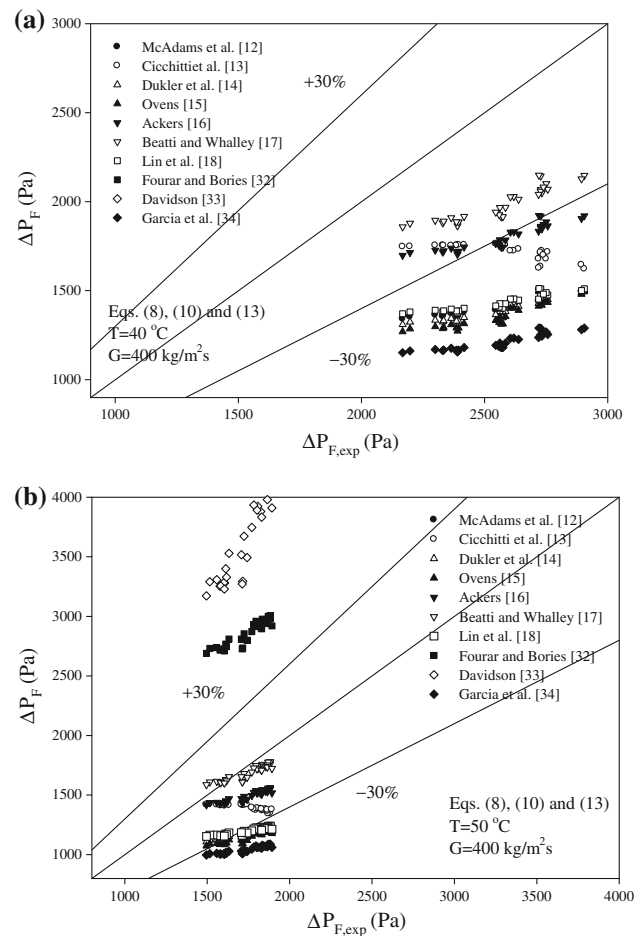 (a)
3000
2500
2000
1500
1000
ΔP_F (Pa)
McAdams et al. [12]
Cicchittiet al. [13]
Dukler et al. [14]
Ovens [15]
Ackers [16]
Beatti and Whalley [17]
Lin et al. [18]
Fourar and Bories [32]
Davidson [33]
Garcia et al. [34]
+30%
Eqs. (8), (10) and (13)
T=40 °C
G=400 kg/m²s
−30%
1000 1500 2000 2500 3000
ΔP_F,exp (Pa)
(b)
4000
3500
3000
2500
2000
1500
1000
ΔP_F (Pa)
McAdams et al. [12]
Cicchitti et al. [13]
Dukler et al. [14]
Ovens [15]
Ackers [16]
Beatti and Whalley [17]
Lin et al. [18]
Fourar and Bories [32]
Davidson [33]
Garcia et al. [34]
+30%
−30%
Eqs. (8), (10) and (13)
T=50 °C
G=400 kg/m²s
1000 1500 2000 2500 3000 3500 4000
ΔP_F,exp (Pa)